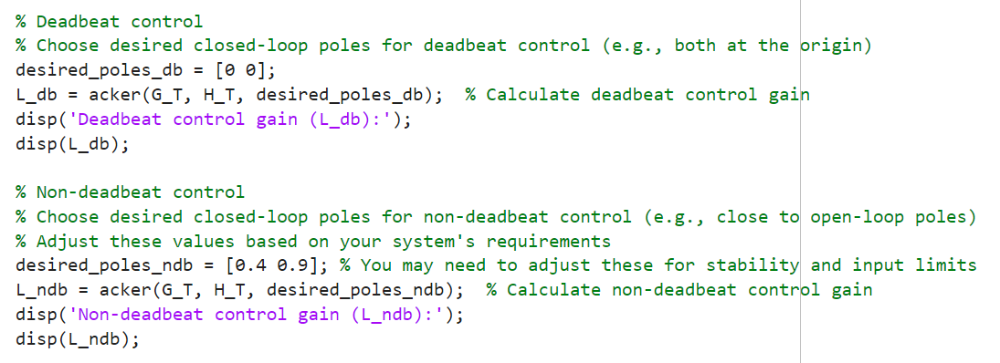 % Deadbeat control
% Choose desired closed-loop poles for deadbeat control (e.g., both at the origin)
desired_poles_db = [0 0];
L_db = acker(G_T, H_T, desired_poles_db);  % Calculate deadbeat control gain
disp('Deadbeat control gain (L_db):');
disp(L_db);
% Non-deadbeat control
% Choose desired closed-loop poles for non-deadbeat control (e.g., close to open-loop poles)
% Adjust these values based on your system's requirements
desired_poles_ndb = [0.4 0.9]; % You may need to adjust these for stability and input limits
L_ndb = acker(G_T, H_T, desired_poles_ndb);  % Calculate non-deadbeat control gain
disp('Non-deadbeat control gain (L_ndb):');
disp(L_ndb);